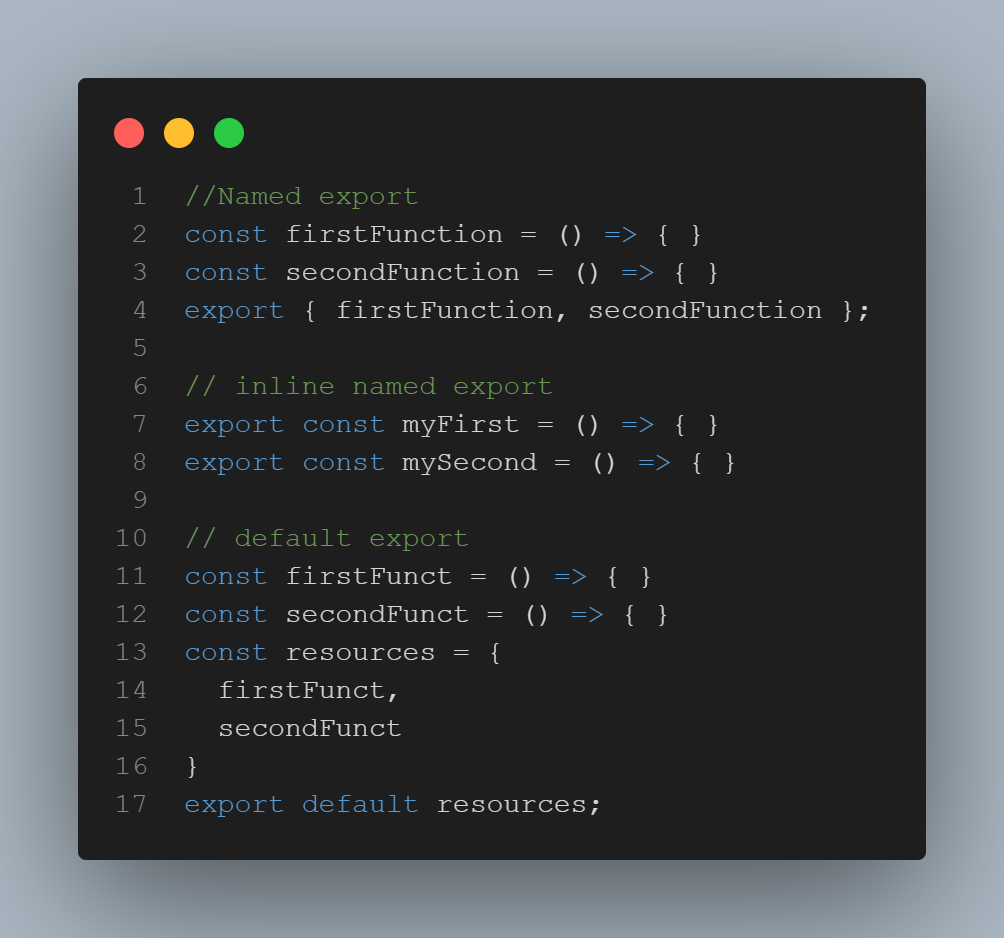 1 //Named export
2 const firstFunction = () => { }
3 const secondFunction = () => { }
4 export { firstFunction, secondFunction };
5
6 // inline named export
7 export const myFirst = () => { }
8 export const mySecond = () => { }
9
10 // default export
11 const firstFunct = () => { }
12 const secondFunct = () => { }
13 const resources = {
14   firstFunct,
15   secondFunct
16 }
17 export default resources;